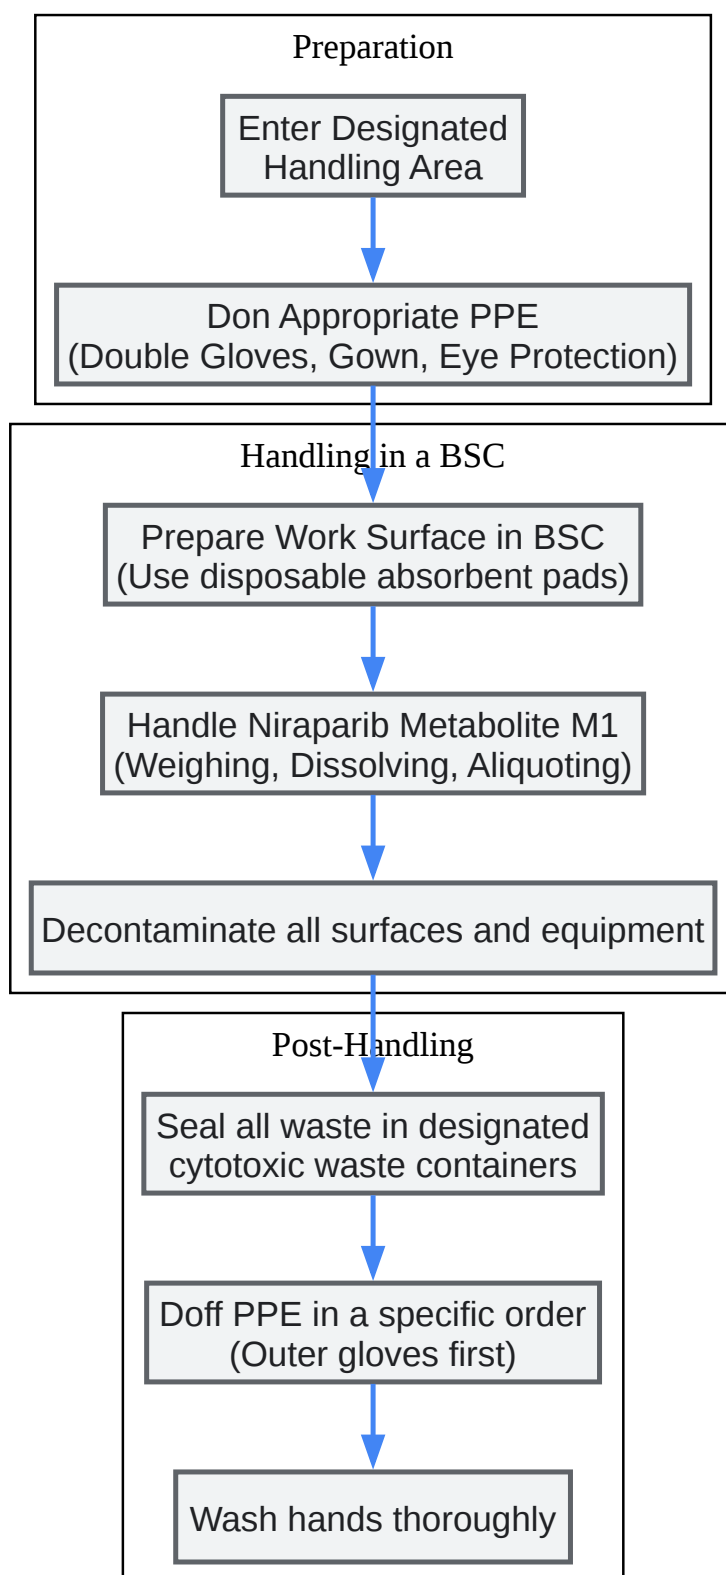 Preparation
Enter Designated
Handling Area
Don Appropriate PPE
(Double Gloves, Gown, Eye Protection)
Handling in a BSC
Prepare Work Surface in BSC
(Use disposable absorbent pads)
Handle Niraparib Metabolite M1
(Weighing, Dissolving, Aliquoting)
Decontaminate all surfaces and equipment
Post-Handling
Seal all waste in designated
cytotoxic waste containers
Doff PPE in a specific order
(Outer gloves first)
Wash hands thoroughly